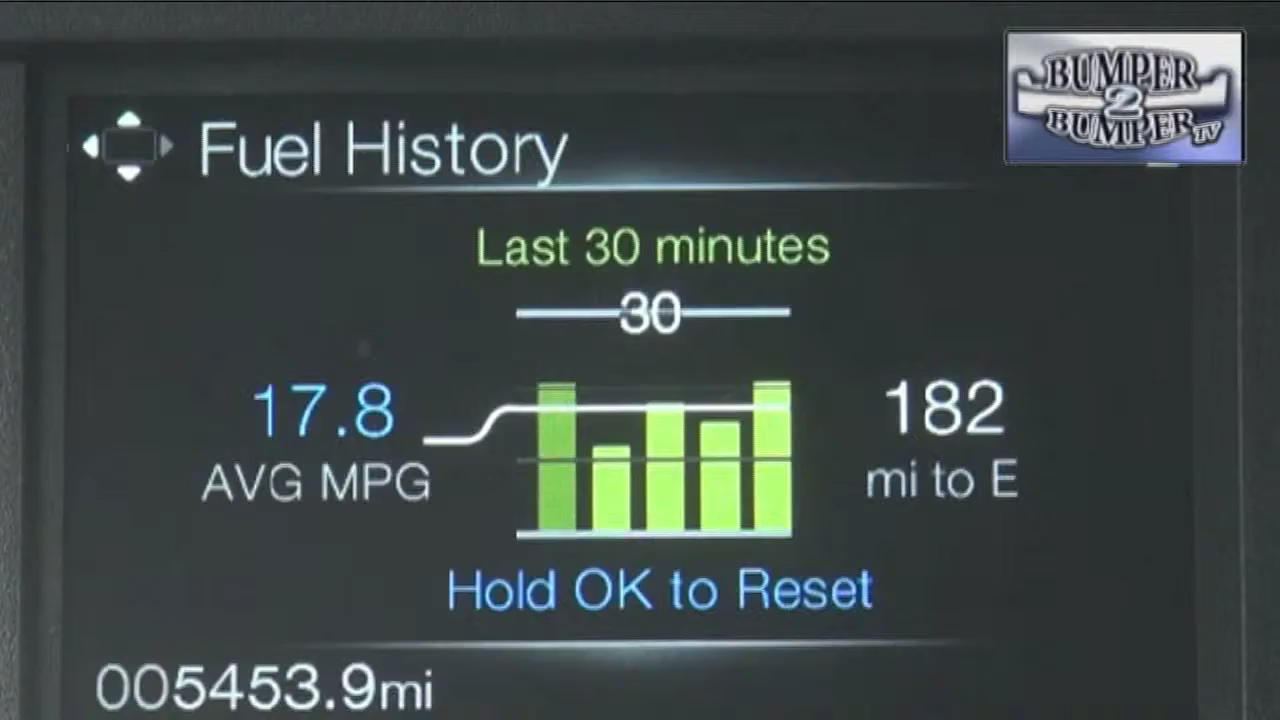 BUMPER
2
BUMPER TV
Fuel History
Last 30 minutes
30
17.8
AVG MPG
182
mi to E
Hold OK to Reset
005453.9mi